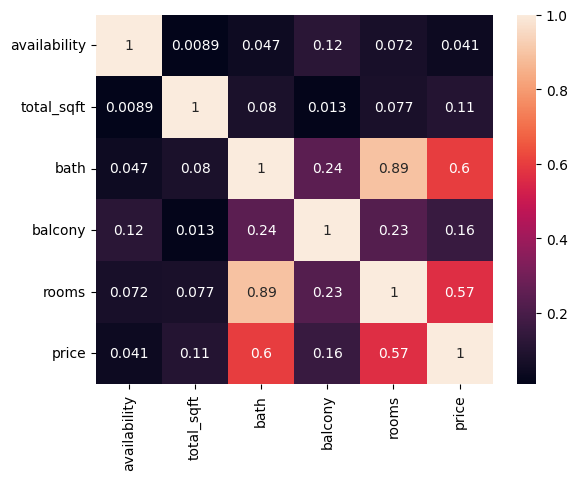 availability 1 0.0089 0.047 0.12 0.072 0.041
total_sqft 0.0089 1 0.08 0.013 0.077 0.11
bath 0.047 0.08 1 0.24 0.89 0.6
balcony 0.12 0.013 0.24 1 0.23 0.16
rooms 0.072 0.077 0.89 0.23 1 0.57
price 0.041 0.11 0.6 0.16 0.57 1
availability total_sqft bath balcony rooms price
1.0
0.8
0.6
0.4
0.2